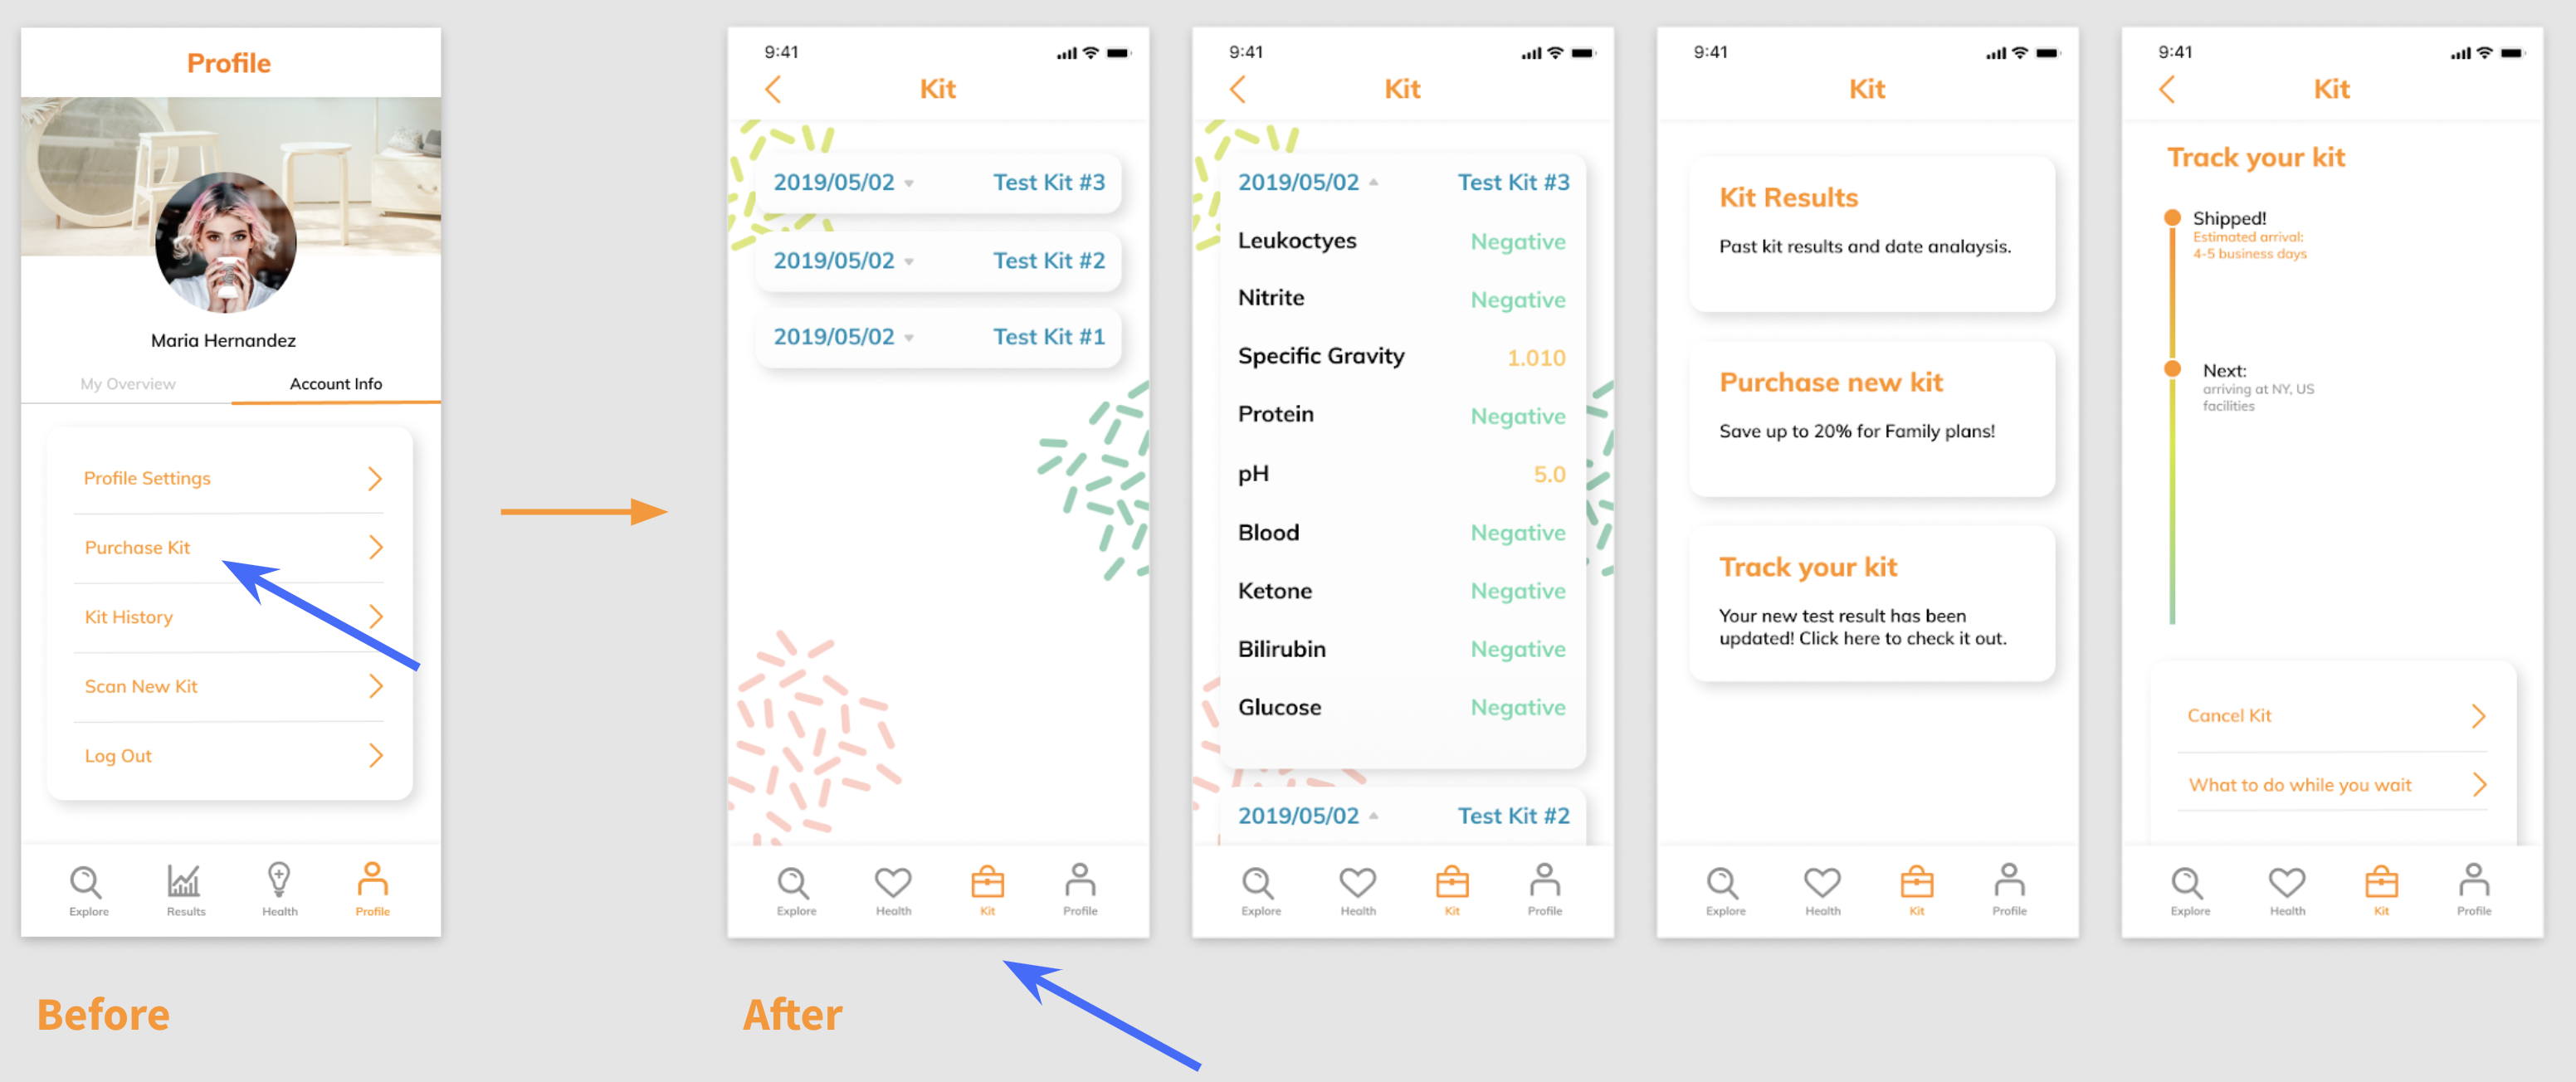 Profile
Maria Hernandez
My Overview
Account Info
Profile Settings
Purchase Kit
Kit History
Scan New Kit
Log Out
Explore
Results
Health
Profile
Before
9:41
Kit
2019/05/02
Test Kit #3
2019/05/02
Test Kit #2
2019/05/02
Test Kit #1
Explore
Health
Kit
Profile
After
9:41
Kit
2019/05/02
Test Kit #3
Leukoctyes
Negative
Nitrite
Negative
Specific Gravity
1.010
Protein
Negative
pH
5.0
Blood
Negative
Ketone
Negative
Bilirubin
Negative
Glucose
Negative
2019/05/02
Test Kit #2
Explore
Health
Kit
Profile
9:41
Kit
Kit Results
Past kit results and date analaysis.
Purchase new kit
Save up to 20% for Family plans!
Track your kit
Your new test result has been
updated! Click here to check it out.
Explore
Health
Kit
Profile
9:41
Kit
Track your kit
Shipped!
Estimated arrival:
4-5 business days
Next:
arriving at NY, US
facilities
Cancel Kit
What to do while you wait
Explore
Health
Kit
Profile